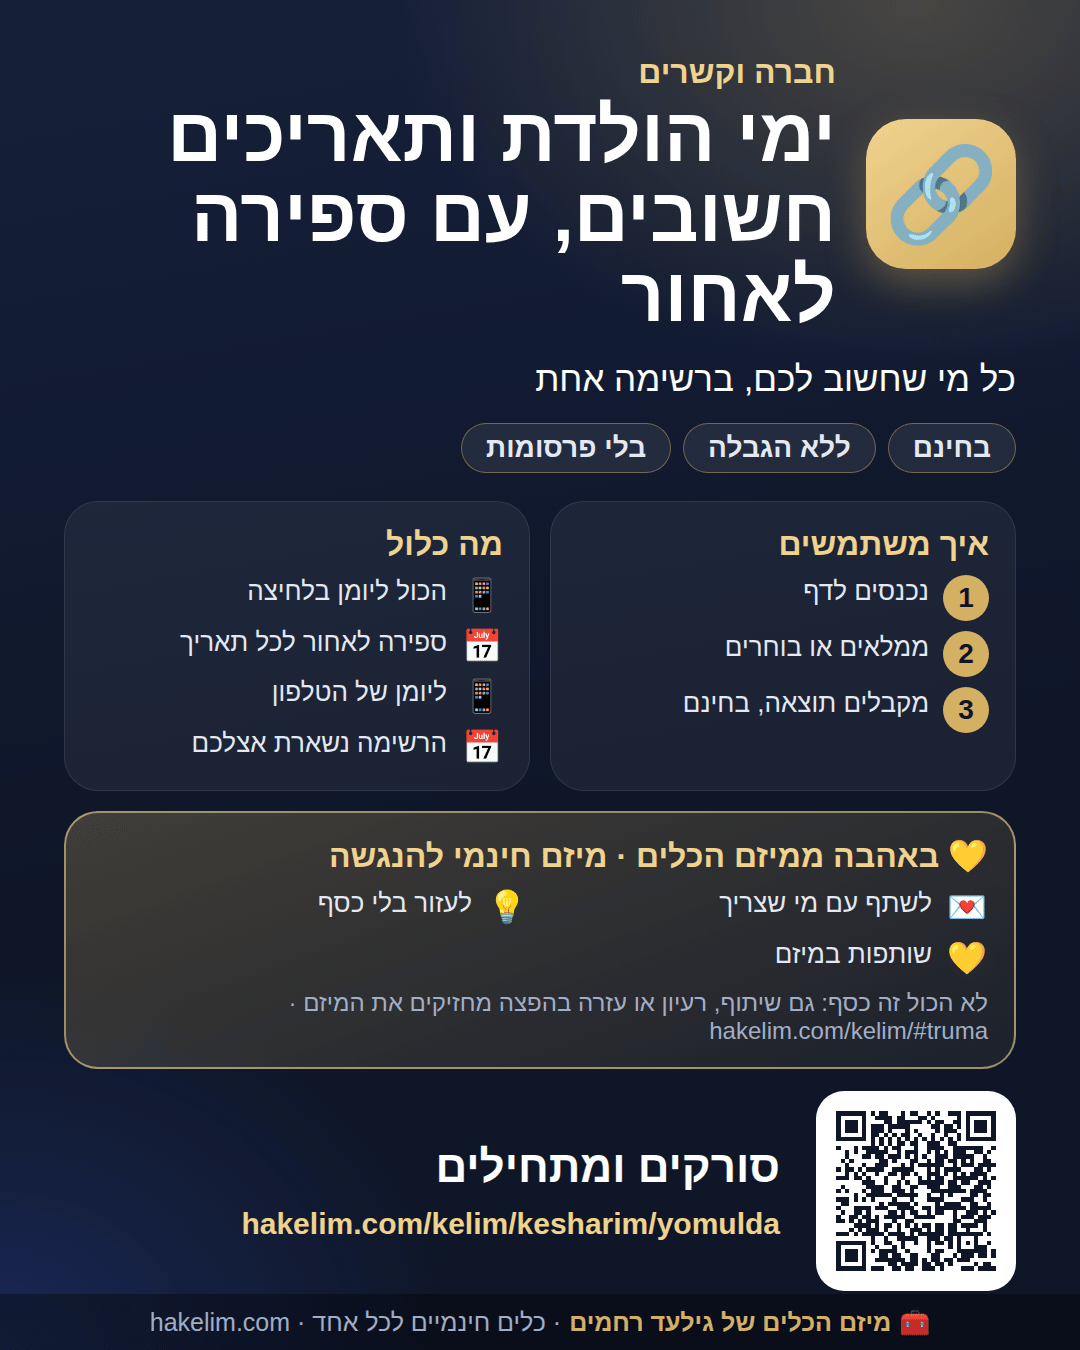 חברה וקשרים
ימי הולדת ותאריכים
חשובים, עם ספירה
לאחור
כל מי שחשוב לכם, ברשימה אחת
בחינם
ללא הגבלה
בלי פרסומות
איך משתמשים
1 נכנסים לדף
2 ממלאים או בוחרים
3 מקבלים תוצאה, בחינם
מה כלול
הכול ליומן בלחיצה
July 17 ספירה לאחור לכל תאריך
ליומן של הטלפון
July 17 הרשימה נשארת אצלכם
באהבה ממיזם הכלים · מיזם חינמי להנגשה
לשתף עם מי שצריך
לעזור בלי כסף
שותפות במיזם
לא הכול זה כסף: גם שיתוף, רעיון או עזרה בהפצה מחזיקים את המיזם ·
hakelim.com/kelim/#truma
סורקים ומתחילים
hakelim.com/kelim/kesharim/yomulda
מיזם הכלים של גילעד רחמים · כלים חינמיים לכל אחד · hakelim.com